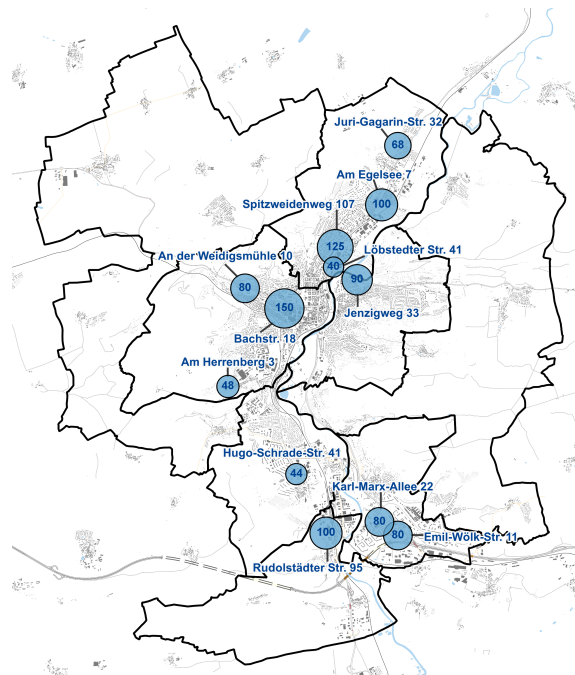 Juri-Gagarin-Str. 32
68
Am Egelsee 7
100
Spitzweidenweg 107
125
Löbstedter Str. 41
40
An der Weidigsmühle 10
80
90
Jenzigweg 33
150
Bachstr. 18
Am Herrenberg 3
48
Hugo-Schrade-Str. 41
44
Karl-Marx-Allee 22
80
80
Emil-Wölk-Str. 11
100
Rudolstädter Str. 95